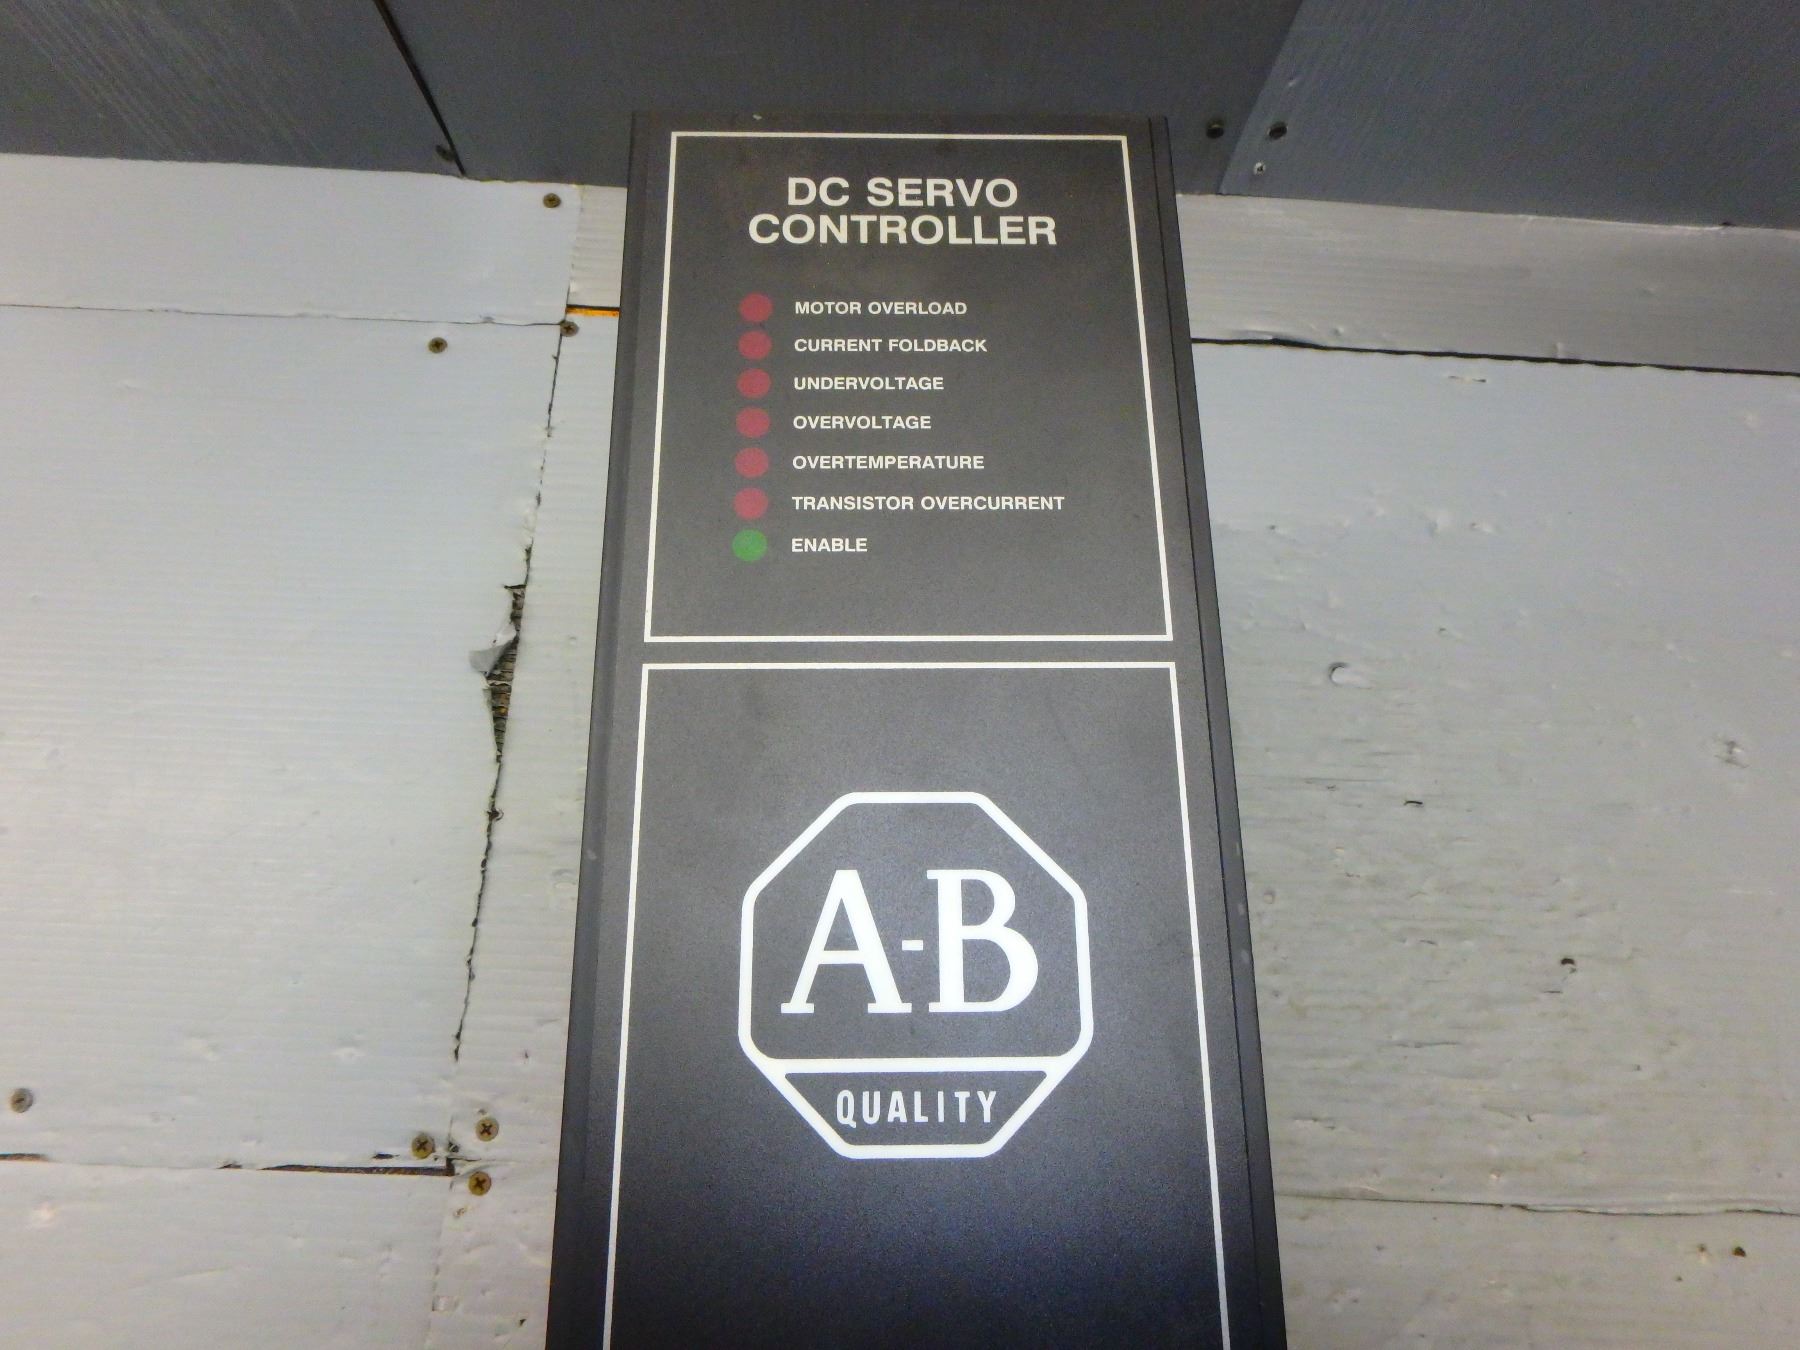 DC SERVO
CONTROLLER
MOTOR OVERLOAD
CURRENT FOLDBACK
UNDERVOLTAGE
OVERVOLTAGE
OVERTEMPERATURE
TRANSISTOR OVERCURRENT
ENABLE
A-B
QUALITY